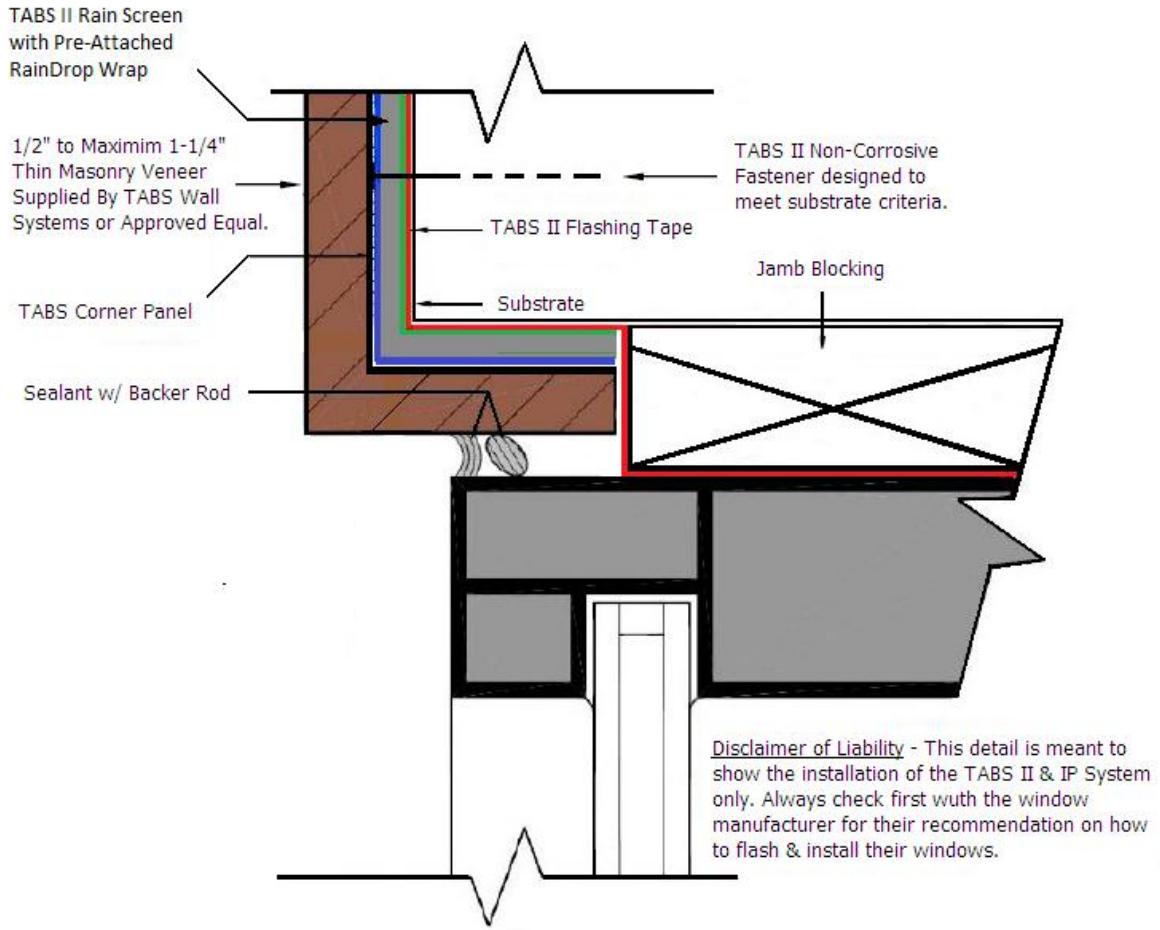 TABS II Rain Screen
with Pre-Attached
RainDrop Wrap
1/2" to Maximim 1-1/4"
Thin Masonry Veneer
Supplied By TABS Wall
Systems or Approved Equal.
TABS II Non-Corrosive
Fastener designed to
meet substrate criteria.
TABS II Flashing Tape
Jamb Blocking
TABS Corner Panel
Substrate
Sealant w/ Backer Rod
Disclaimer of Liability - This detail is meant to
show the installation of the TABS II & IP System
only. Always check first wuth the window
manufacturer for their recommendation on how
to flash & install their windows.